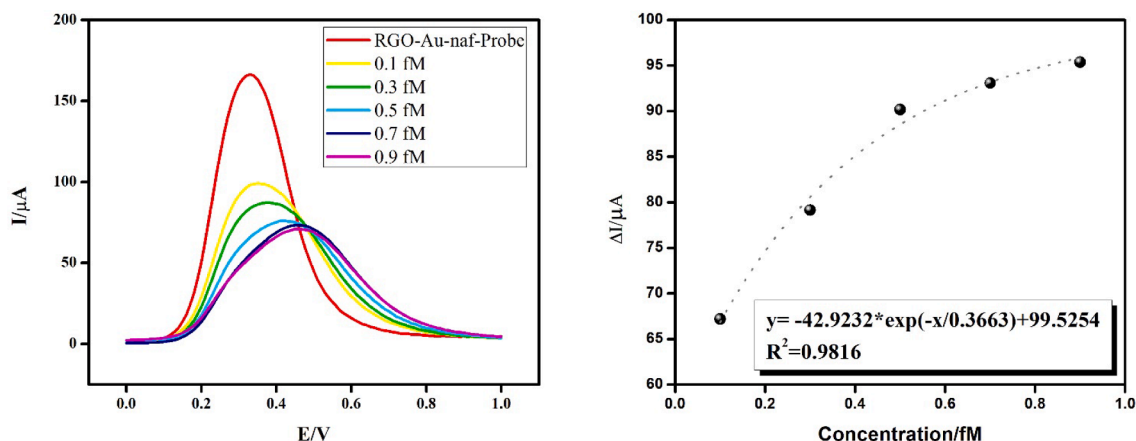 200
150
100
50
0
I/μA
0.0 0.2 0.4 0.6 0.8 1.0
E/V
RGO-Au-naf-Probe
0.1 fM
0.3 fM
0.5 fM
0.7 fM
0.9 fM
100
95
90
85
80
75
70
65
60
ΔI/μA
0.0 0.2 0.4 0.6 0.8 1.0
Concentration/fM
y= -42.9232*exp(-x/0.3663)+99.5254
R²=0.9816